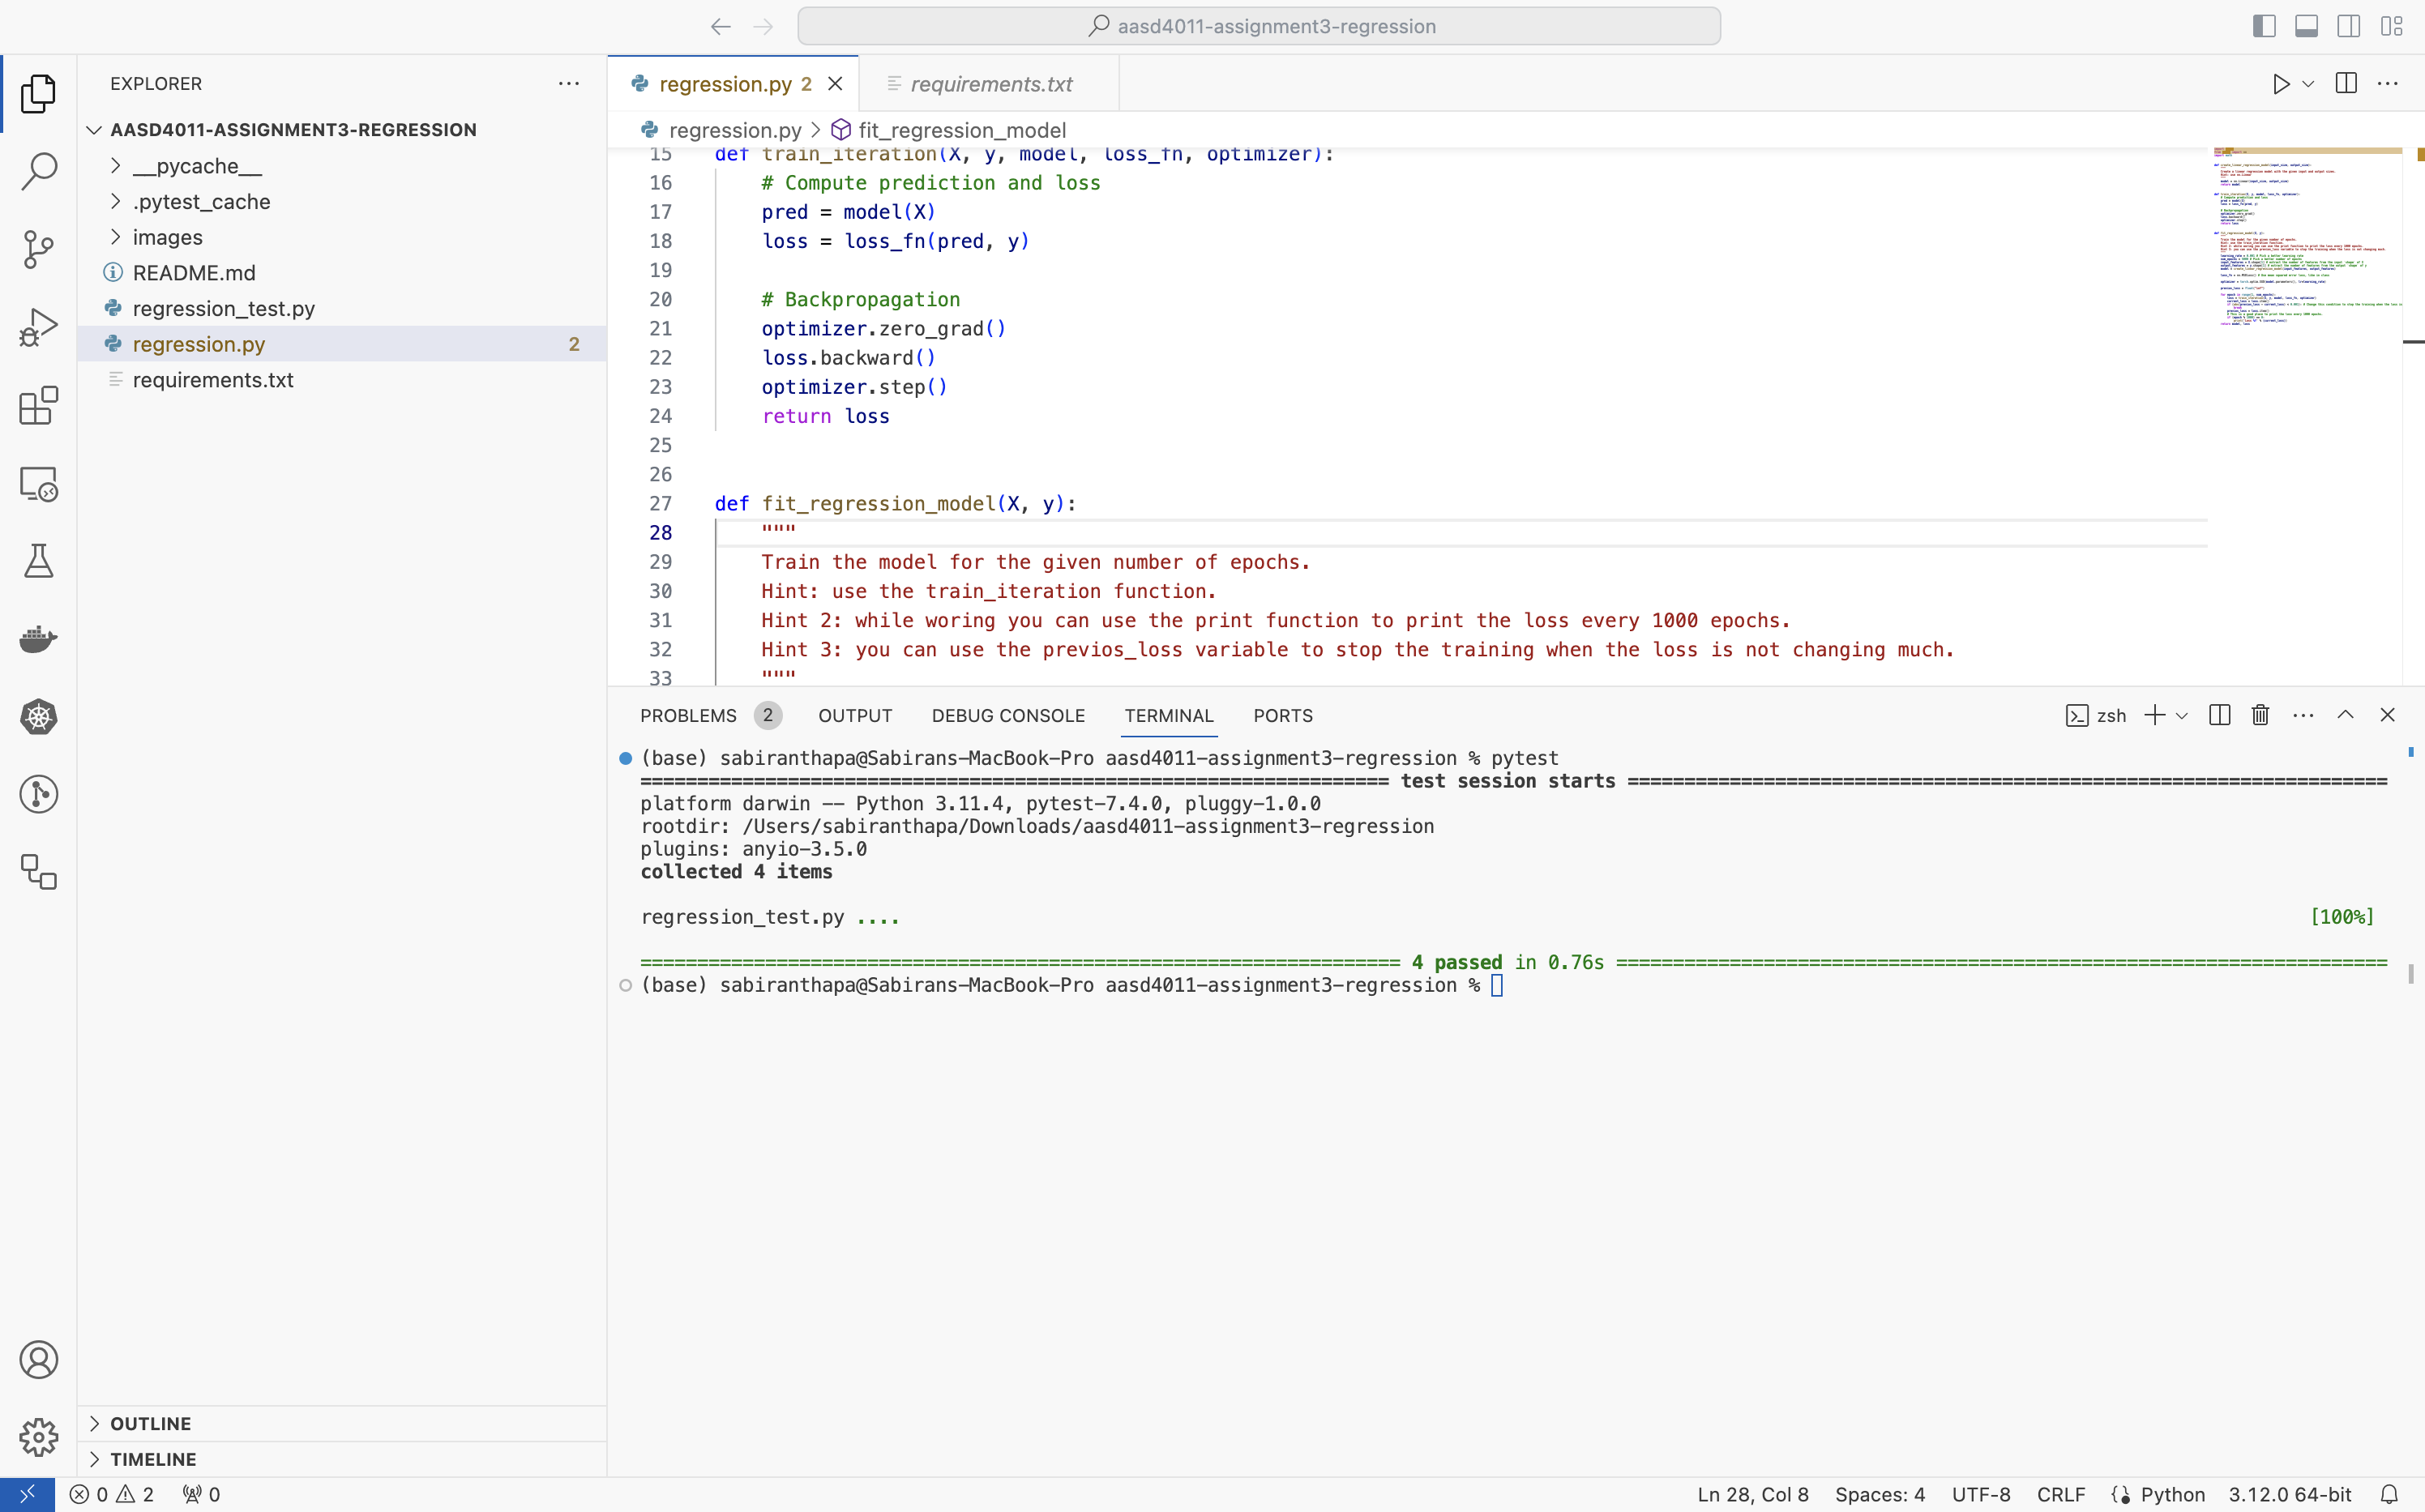 aasd4011-assignment3-regression
EXPLORER
AASD4011-ASSIGNMENT3-REGRESSION
__pycache__
.pytest_cache
images
README.md
regression_test.py
regression.py 2
requirements.txt
OUTLINE
TIMELINE
regression.py 2
requirements.txt
regression.py > fit_regression_model
15 def train_iteration(X, y, model, loss_fn, optimizer):
16 # Compute prediction and loss
17 pred = model(X)
18 loss = loss_fn(pred, y)
19
20 # Backpropagation
21 optimizer.zero_grad()
22 loss.backward()
23 optimizer.step()
24 return loss
25
26
27 def fit_regression_model(X, y):
28 """
29 Train the model for the given number of epochs.
30 Hint: use the train_iteration function.
31 Hint 2: while woring you can use the print function to print the loss every 1000 epochs.
32 Hint 3: you can use the previos_loss variable to stop the training when the loss is not changing much.
33 """
PROBLEMS 2 OUTPUT DEBUG CONSOLE TERMINAL PORTS zsh
(base) sabiranthapa@Sabirans-MacBook-Pro aasd4011-assignment3-regression % pytest
================================================================== test session starts ===================================================================
platform darwin -- Python 3.11.4, pytest-7.4.0, pluggy-1.0.0
rootdir: /Users/sabiranthapa/Downloads/aasd4011-assignment3-regression
plugins: anyio-3.5.0
collected 4 items
regression_test.py .... [100%]
=================================================================== 4 passed in 0.76s ====================================================================
(base) sabiranthapa@Sabirans-MacBook-Pro aasd4011-assignment3-regression %
0 2 0 Ln 28, Col 8 Spaces: 4 UTF-8 CRLF Python 3.12.0 64-bit